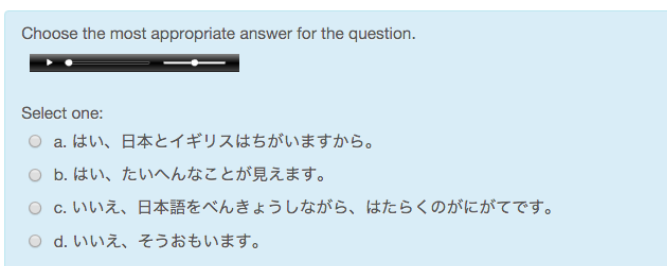 Choose the most appropriate answer for the question.
Select one:
a. はい、日本とイギリスはちがいますから。
b. はい、たいへんなことが見えます。
c. いいえ、日本語をべんきょうしながら、はたらくのがにがてです。
d. いいえ、そうおもいます。